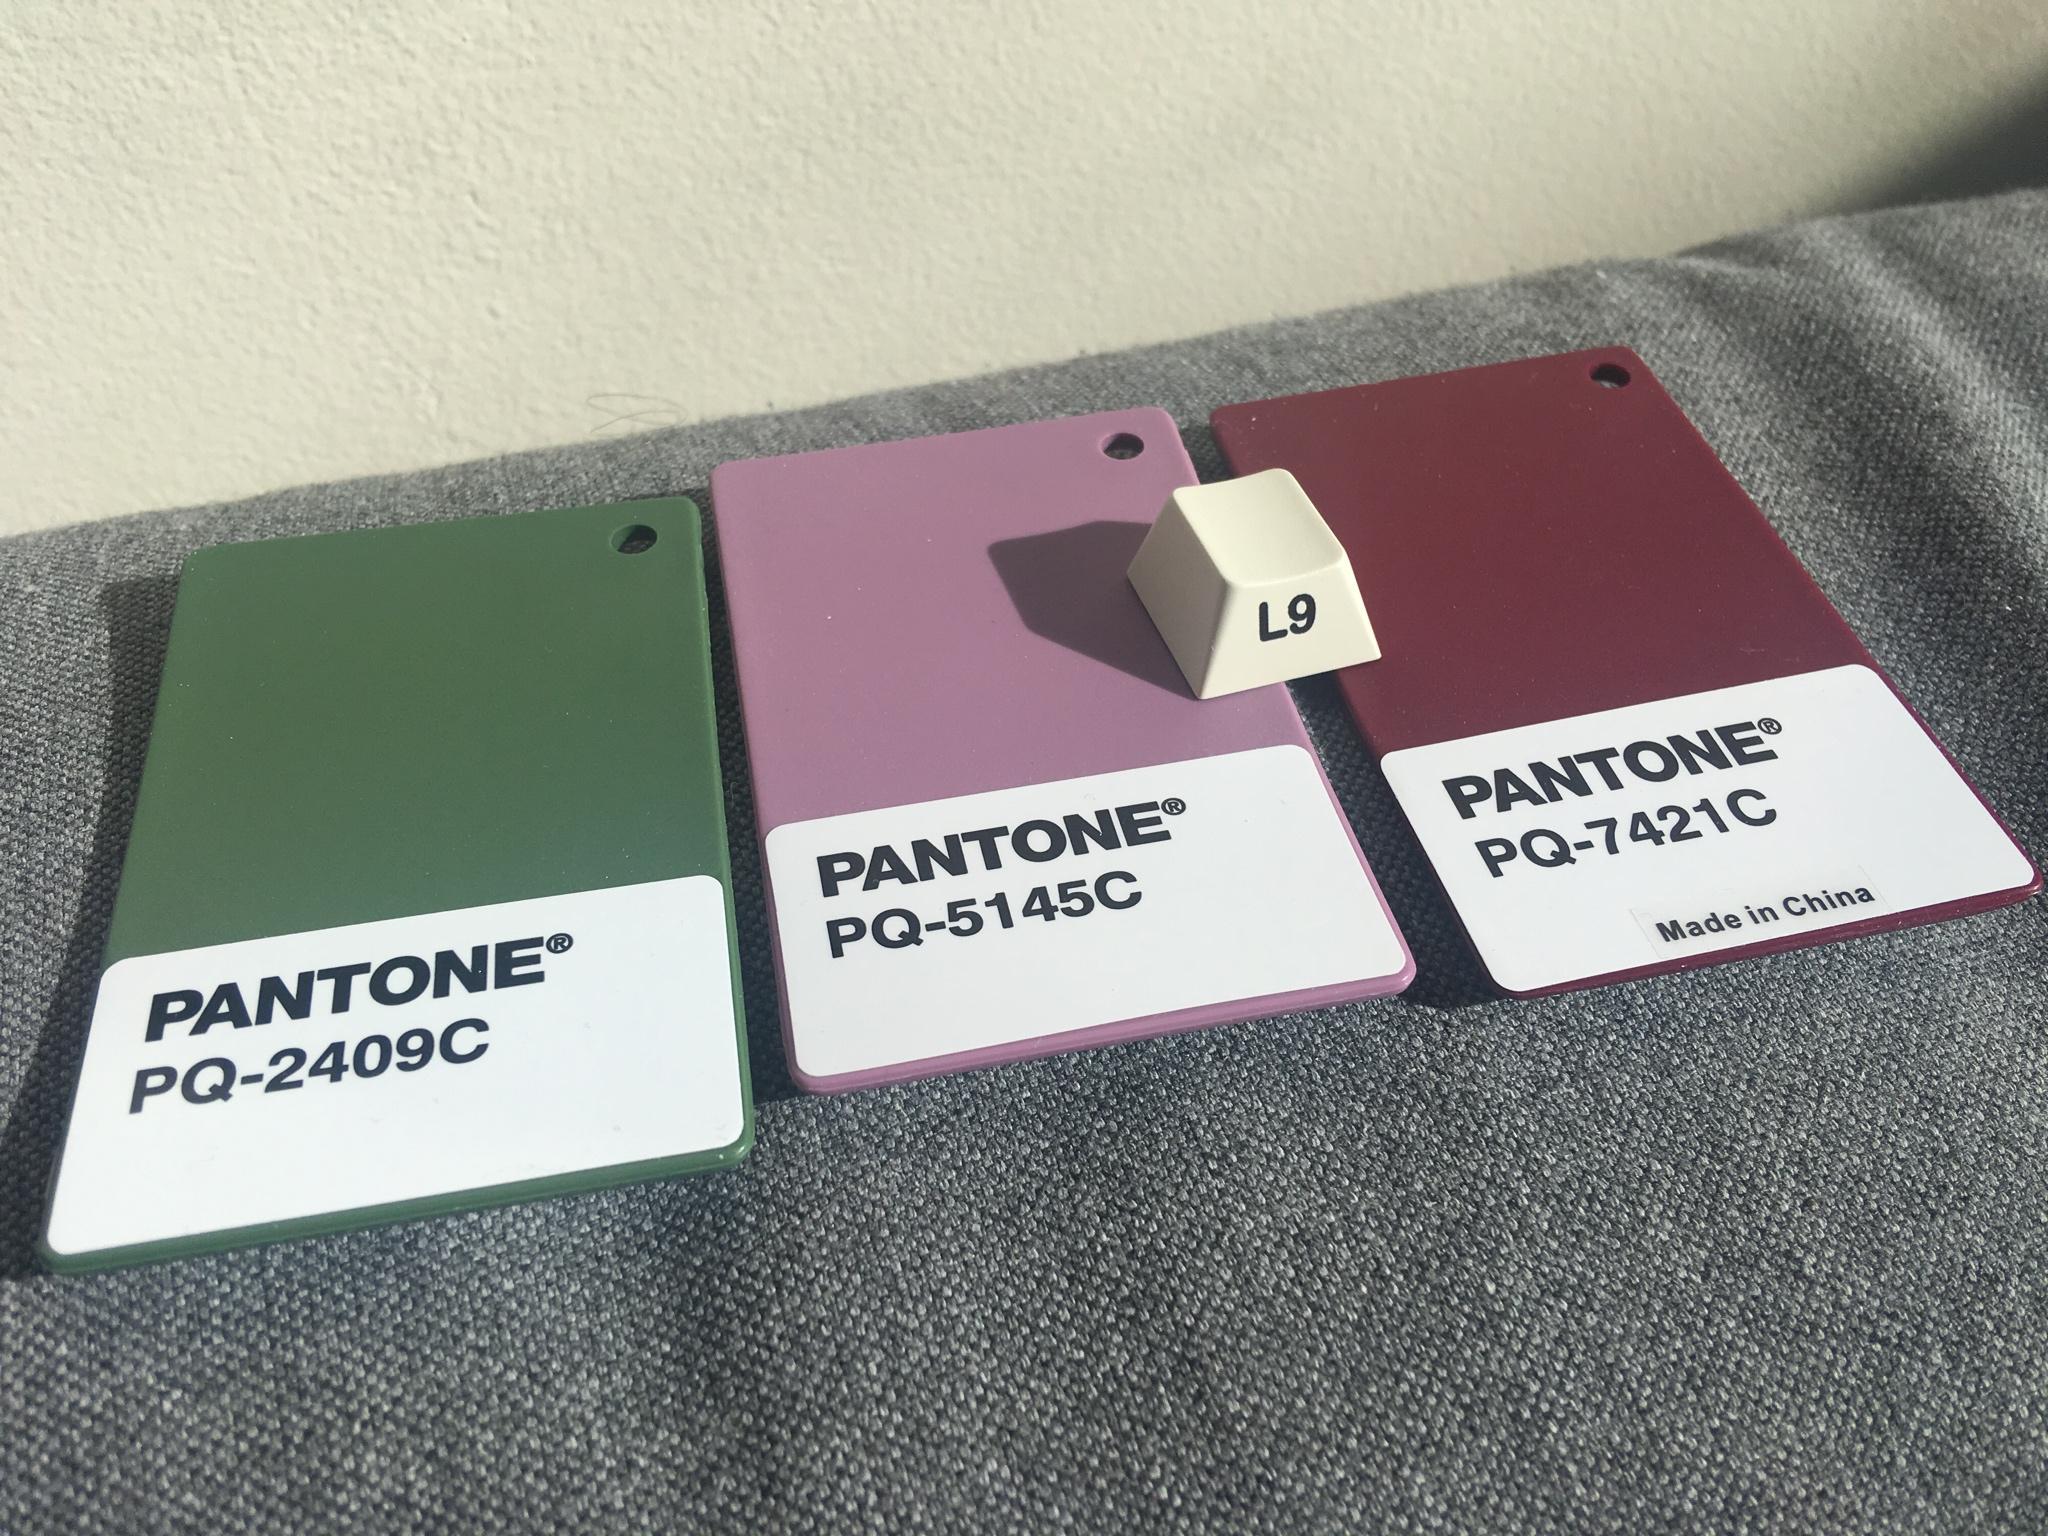 PANTONE®
PQ-2409C
PANTONE®
PQ-5145C
L9
PANTONE®
PQ-7421C
Made in China